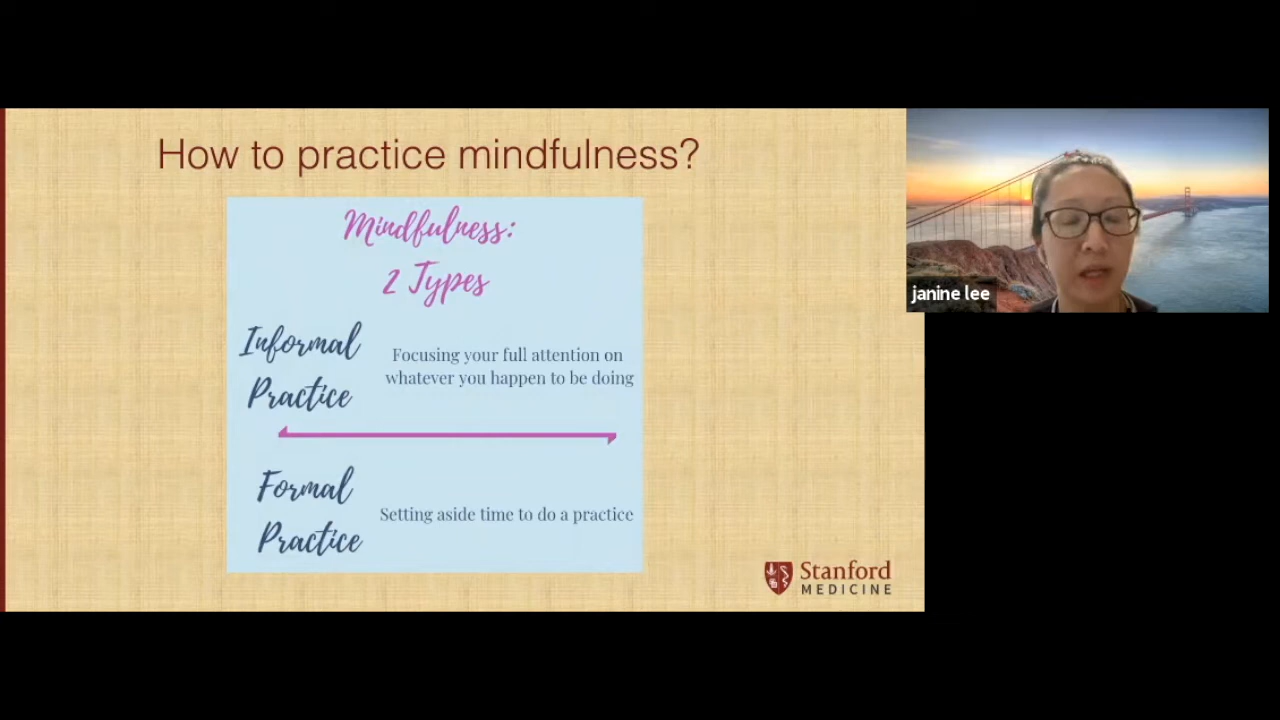 How to practice mindfulness?
Mindfulness:
2 Types
Informal
Practice
Focusing your full attention on
whatever you happen to be doing
Formal
Practice
Setting aside time to do a practice
Stanford
MEDICINE
janine lee